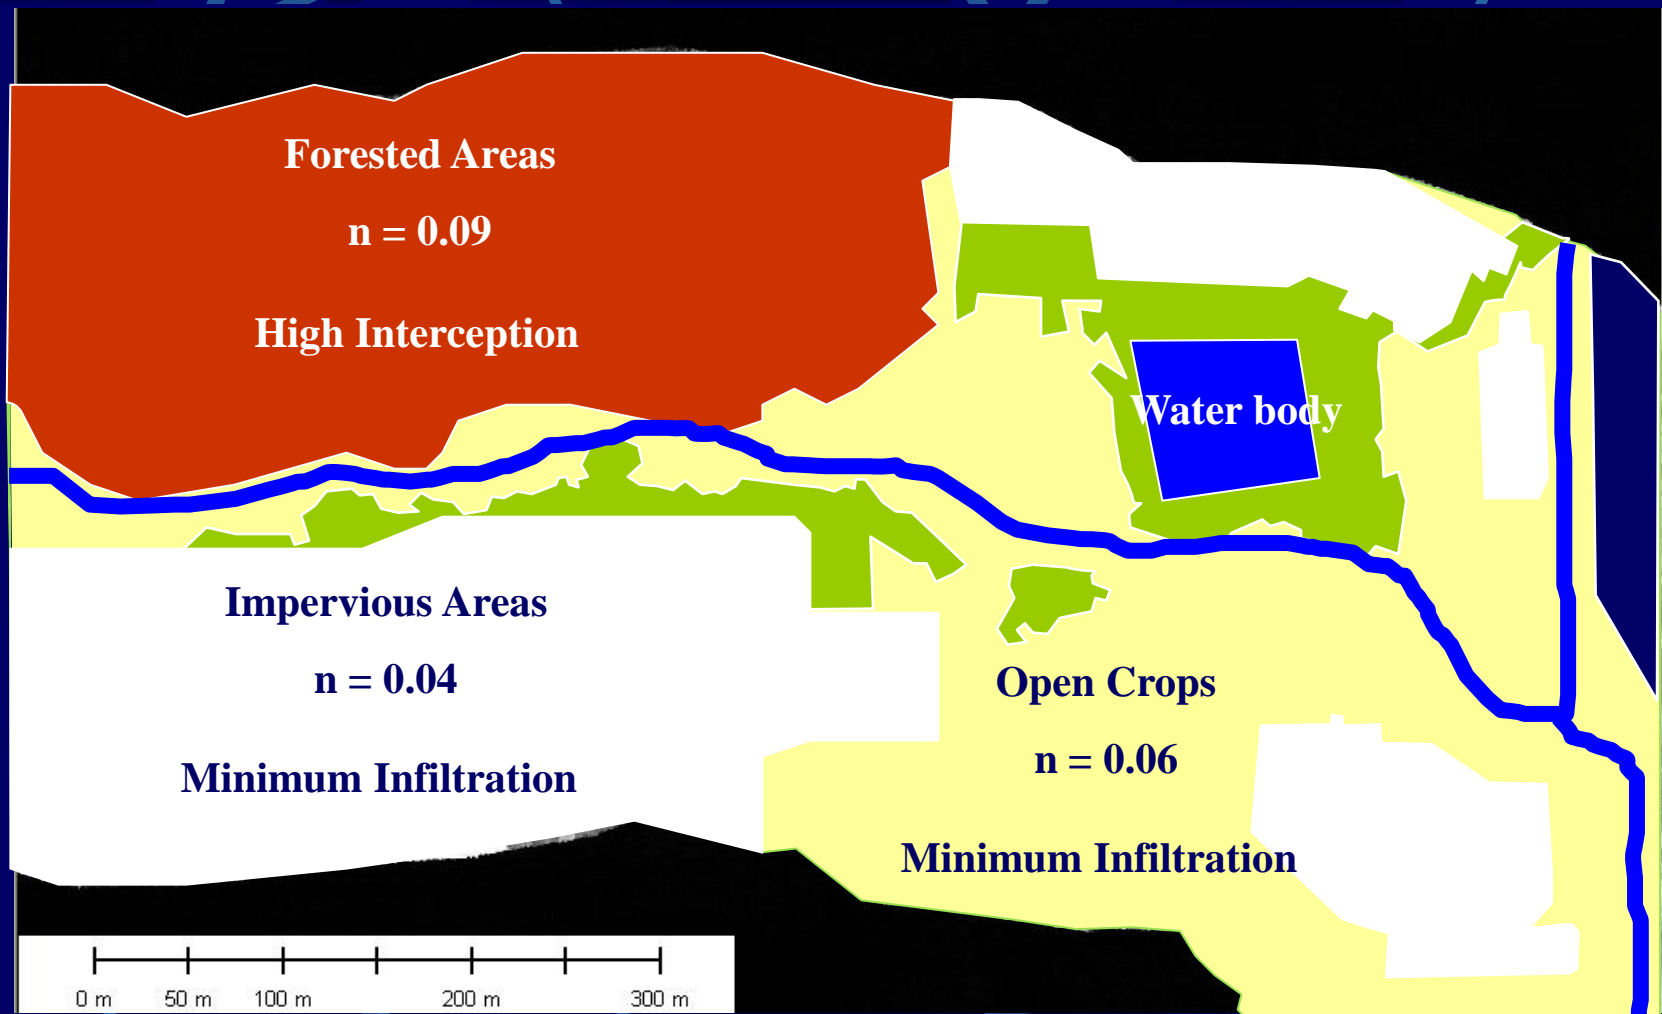 Forested Areas
n = 0.09
High Interception
Water body
Impervious Areas
n = 0.04
Minimum Infiltration
Open Crops
n = 0.06
Minimum Infiltration
0 m 50 m 100 m 200 m 300 m